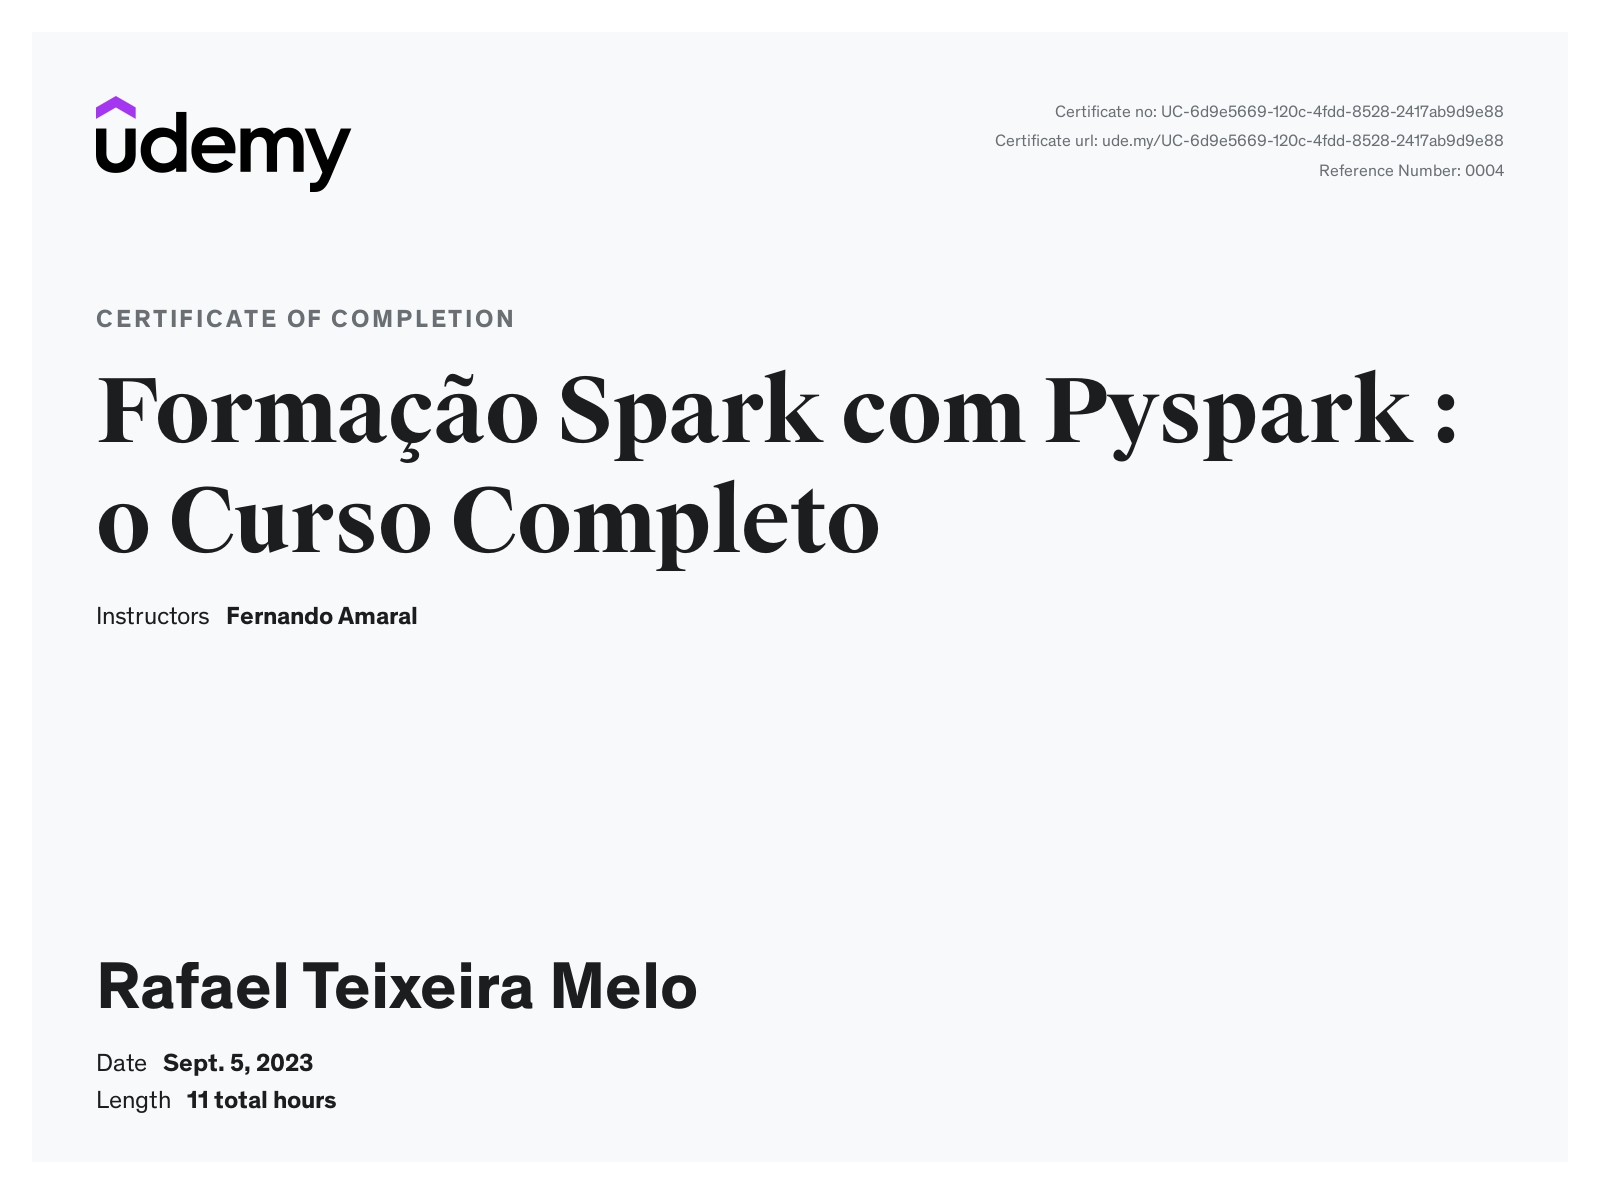 udemy
Certificate no: UC-6d9e5669-120c-4fdd-8528-2417ab9d9e88
Certificate url: ude.my/UC-6d9e5669-120c-4fdd-8528-2417ab9d9e88
Reference Number: 0004
CERTIFICATE OF COMPLETION
Formação Spark com Pyspark :
o Curso Completo
Instructors Fernando Amaral
Rafael Teixeira Melo
Date Sept. 5, 2023
Length 11 total hours